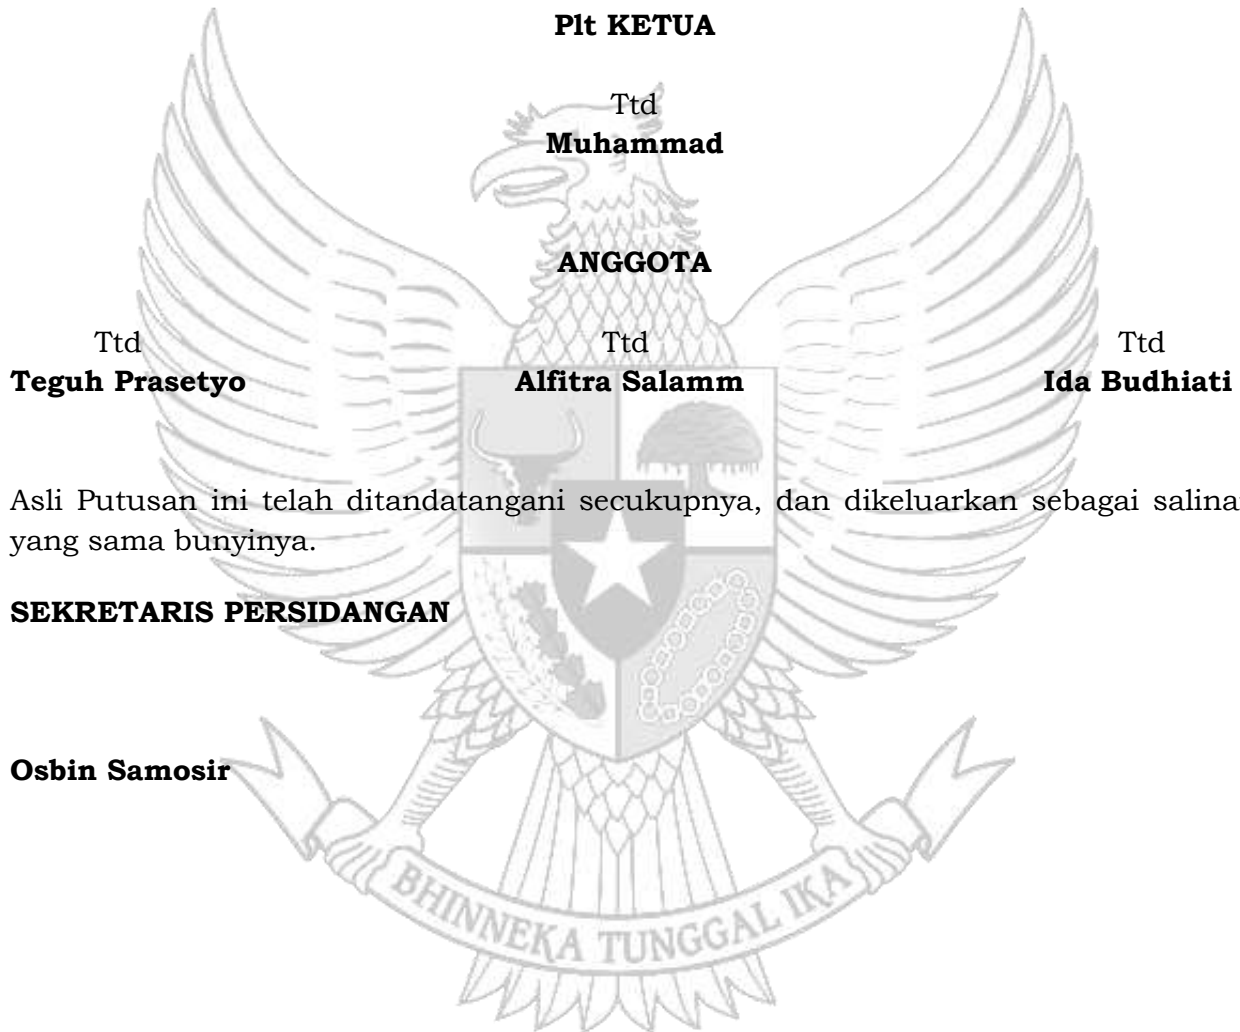 Plt KETUA
Ttd
Muhammad
ANGGOTA
Ttd Ttd Ttd
Teguh Prasetyo Alfitra Salamm Ida Budhiati
Asli Putusan ini telah ditandatangani secukupnya, dan dikeluarkan sebagai salina
yang sama bunyinya.
SEKRETARIS PERSIDANGAN
Osbin Samosir
BHINNEKA TUNGGAL IKA